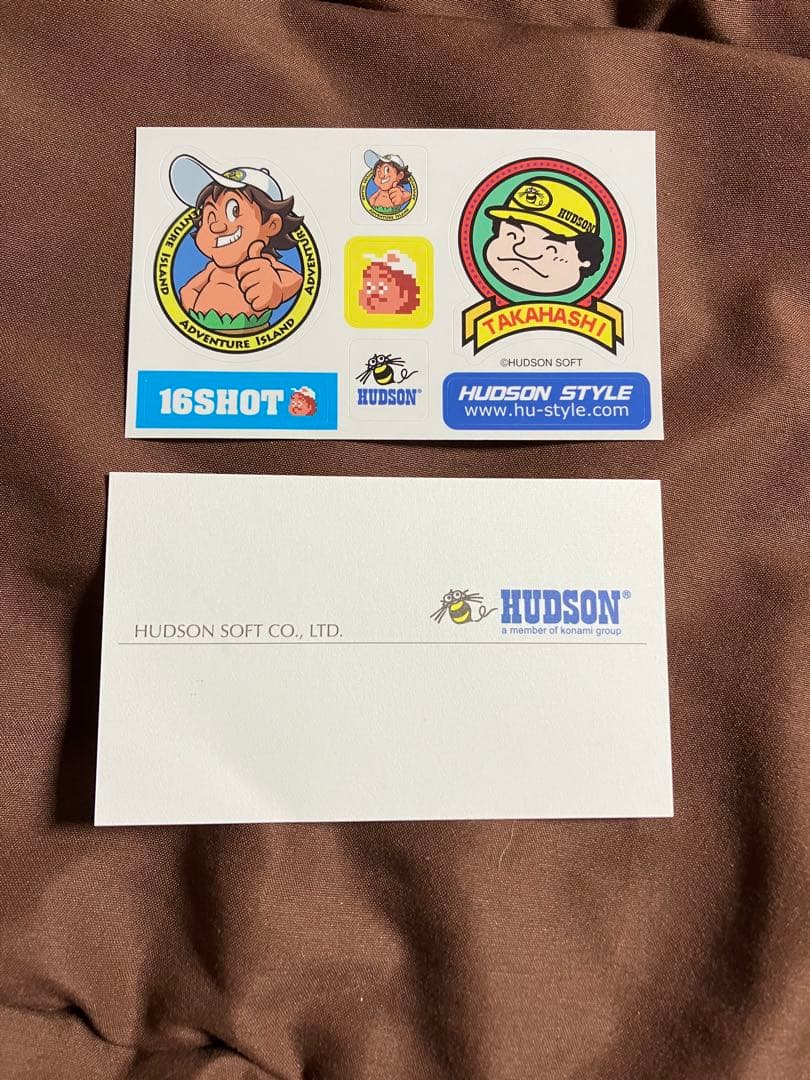 ADVENTURE ISLAND ADVENTUR
ADVENTURE ISLAND
HUDSON
TAKAHASHI
©HUDSON SOFT
16SHOT
HUDSON®
HUDSON STYLE
www.hu-style.com
HUDSON SOFT CO., LTD.
HUDSON®
a member of konami group